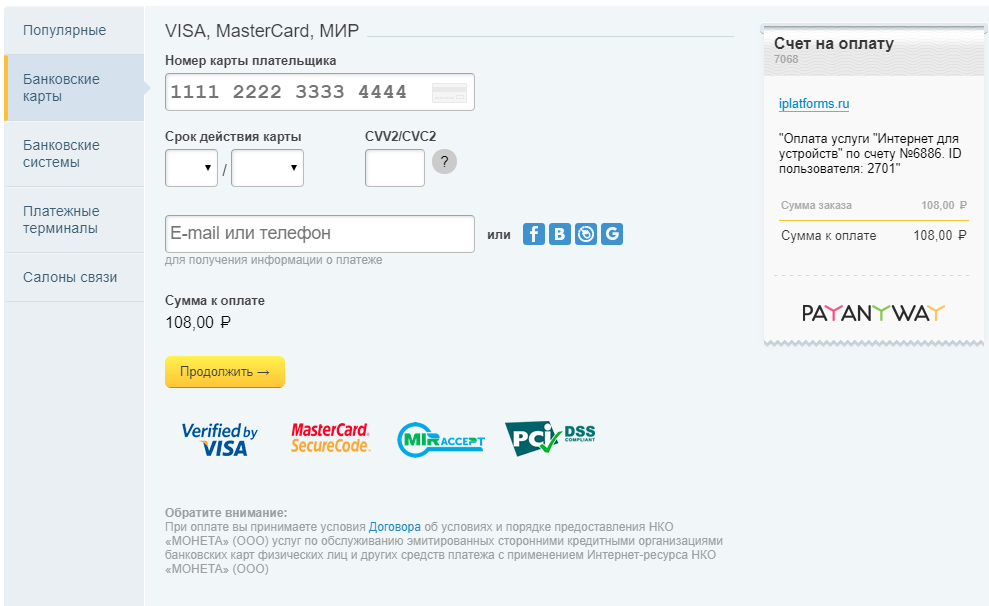 Популярные
Банковские
карты
Банковские
системы
Платежные
терминалы
Салоны связи
VISA, MasterCard, МИР
Номер карты плательщика
1111 2222 3333 4444
Срок действия карты
CVV2/CVC2
/
?
E-mail или телефон
или
для получения информации о платеже
Сумма к оплате
108,00 ₽
Продолжить →
Verified by
VISA
MasterCard
SecureCode.
MIR ACCEPT
PCi DSS
COMPLIANT
Обратите внимание:
При оплате вы принимаете условия Договора об условиях и порядке предоставления НКО
«МОНЕТА» (ООО) услуг по обслуживанию эмитированных сторонними кредитными организациями
банковских карт физических лиц и других средств платежа с применением Интернет-ресурса НКО
«МОНЕТА» (ООО)
Счет на оплату
7068
iplatforms.ru
"Оплата услуги "Интернет для
устройств" по счету №6886. ID
пользователя: 2701"
Сумма заказа 108,00 ₽
Сумма к оплате 108,00 ₽
PAYANYWAY